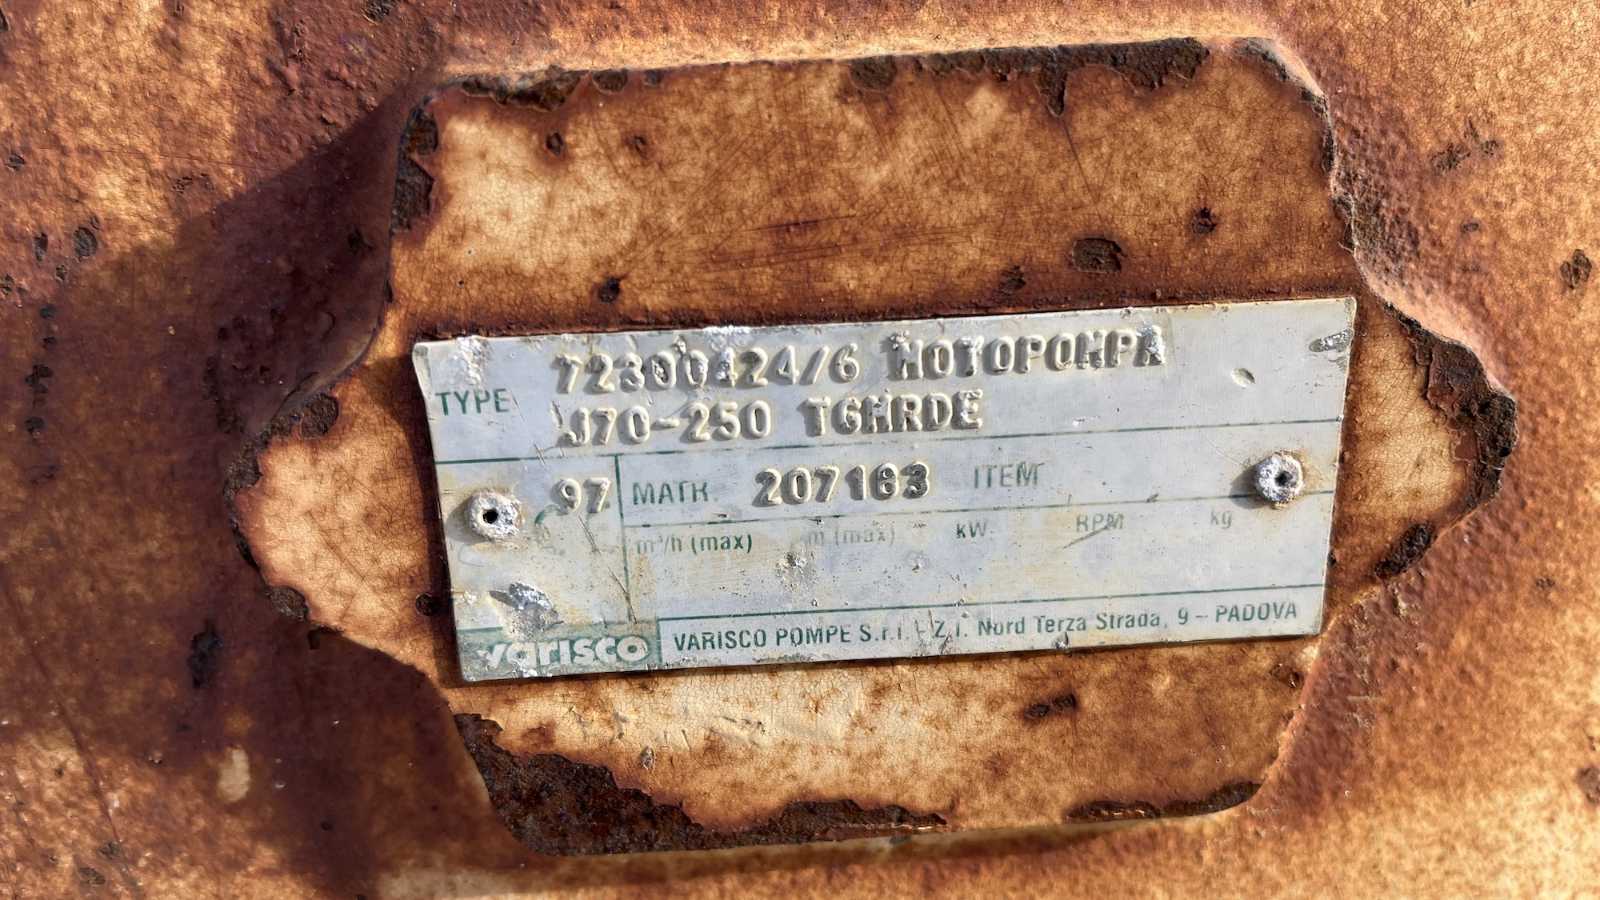 TYPE 72300424/6 MOTOPOMPA
J70-250 TGHRDE
97 MATR. 207183 ITEM
m³/h (max) m (max) kW RPM kg
varisco VARISCO POMPE S.r.l. - Z.I. Nord Terza Strada, 9 - PADOVA